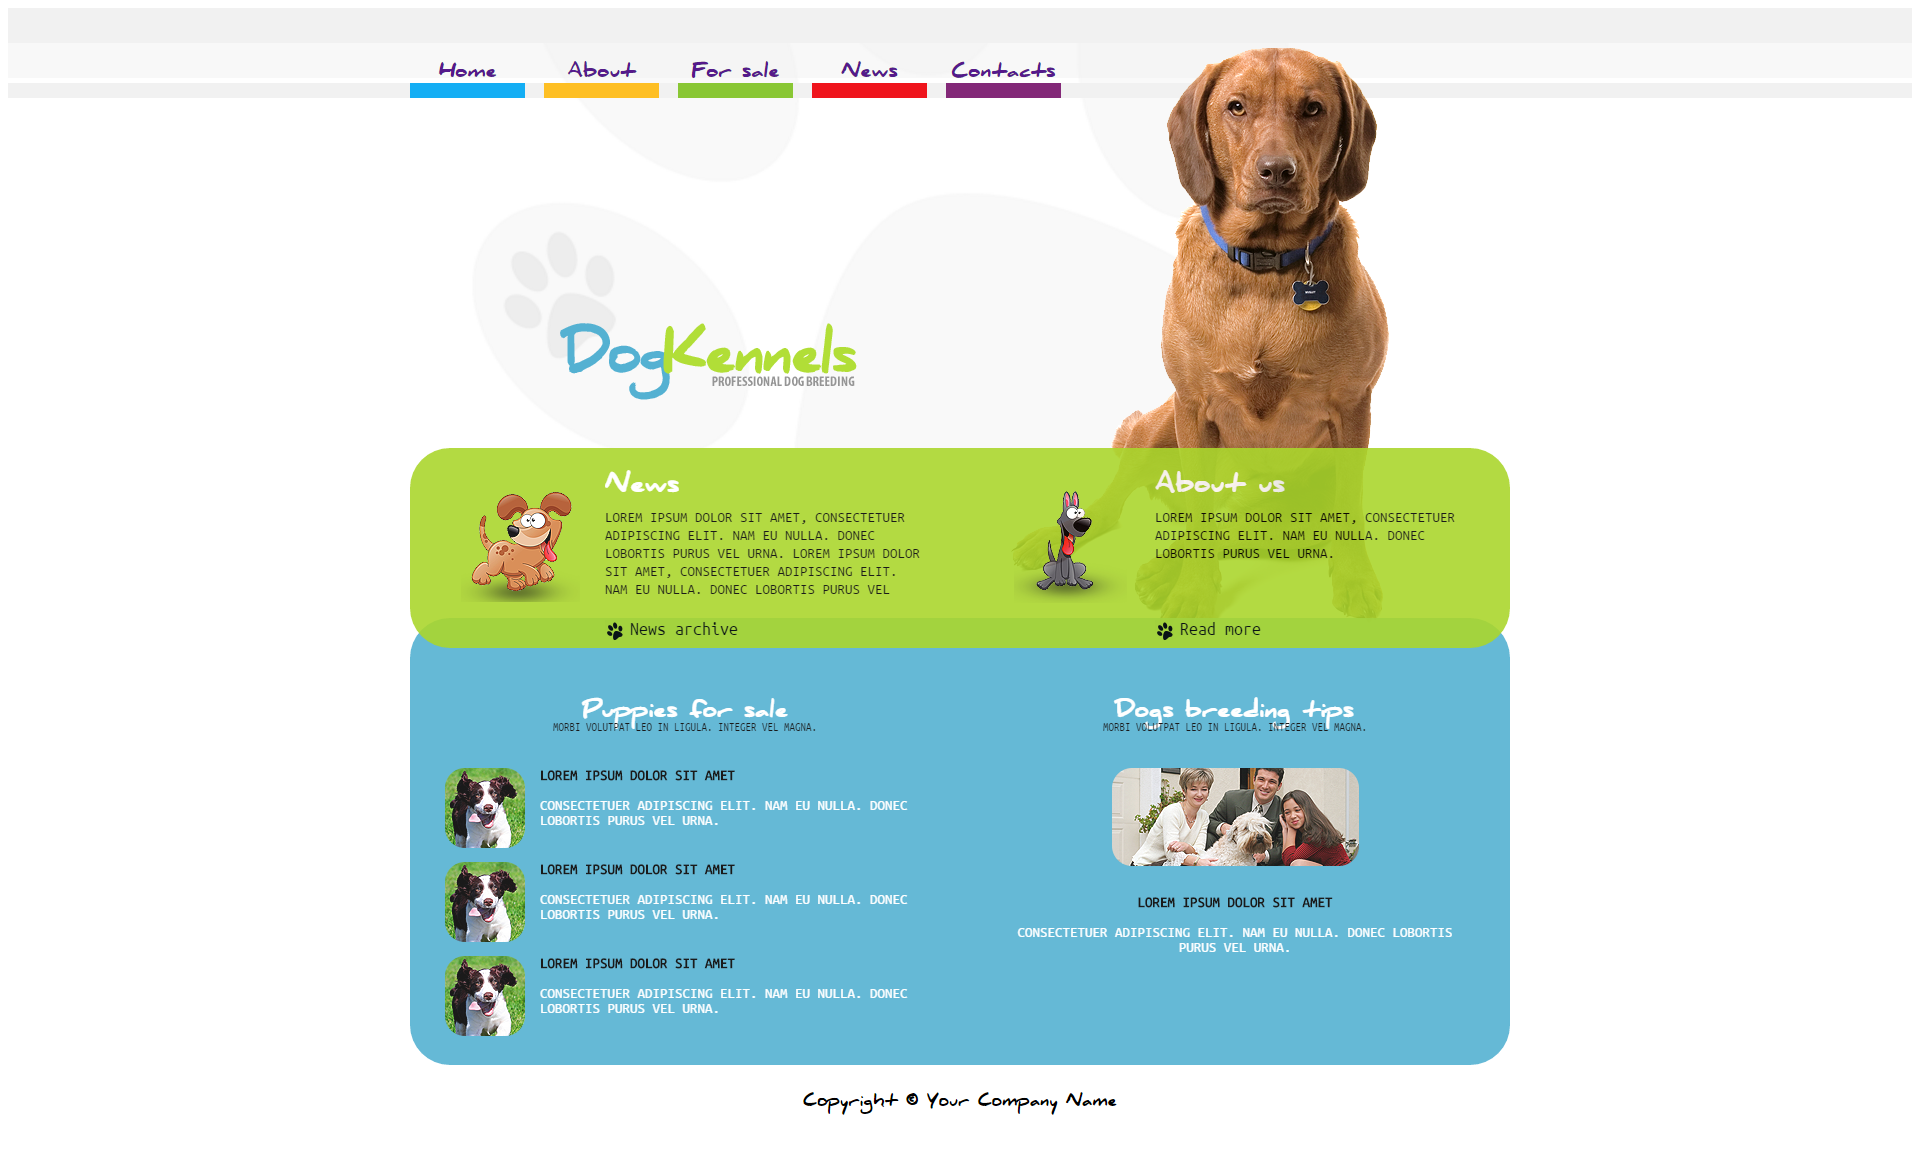 Home
About
For sale
News
Contacts
DogKennels
PROFESSIONAL DOG BREEDING
News
LOREM IPSUM DOLOR SIT AMET, CONSECTETUER
ADIPISCING ELIT. NAM EU NULLA. DONEC
LOBORTIS PURUS VEL URNA. LOREM IPSUM DOLOR
SIT AMET, CONSECTETUER ADIPISCING ELIT.
NAM EU NULLA. DONEC LOBORTIS PURUS VEL
News archive
About us
LOREM IPSUM DOLOR SIT AMET, CONSECTETUER
ADIPISCING ELIT. NAM EU NULLA. DONEC
LOBORTIS PURUS VEL URNA.
Read more
Puppies for sale
MORBI VOLUTPAT LEO IN LIGULA. INTEGER VEL MAGNA.
LOREM IPSUM DOLOR SIT AMET
CONSECTETUER ADIPISCING ELIT. NAM EU NULLA. DONEC
LOBORTIS PURUS VEL URNA.
LOREM IPSUM DOLOR SIT AMET
CONSECTETUER ADIPISCING ELIT. NAM EU NULLA. DONEC
LOBORTIS PURUS VEL URNA.
LOREM IPSUM DOLOR SIT AMET
CONSECTETUER ADIPISCING ELIT. NAM EU NULLA. DONEC
LOBORTIS PURUS VEL URNA.
Dogs breeding tips
MORBI VOLUTPAT LEO IN LIGULA. INTEGER VEL MAGNA.
LOREM IPSUM DOLOR SIT AMET
CONSECTETUER ADIPISCING ELIT. NAM EU NULLA. DONEC LOBORTIS
PURUS VEL URNA.
Copyright © Your Company Name